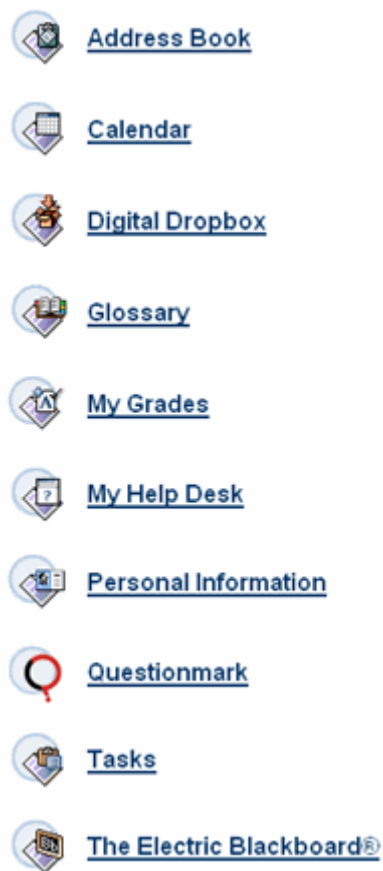 Address Book
Calendar
Digital Dropbox
Glossary
My Grades
My Help Desk
Personal Information
Questionmark
Tasks
The Electric Blackboard®